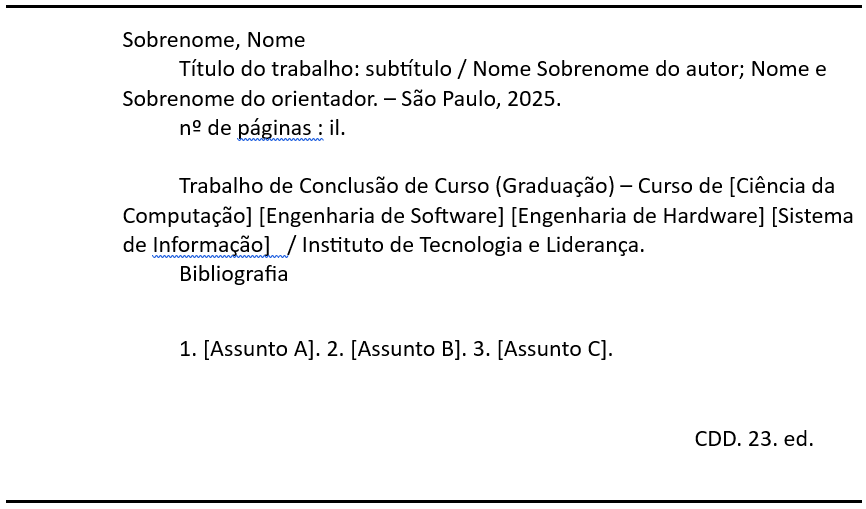 Sobrenome, Nome
Título do trabalho: subtítulo / Nome Sobrenome do autor; Nome e
Sobrenome do orientador. – São Paulo, 2025.
nº de páginas : il.
Trabalho de Conclusão de Curso (Graduação) – Curso de [Ciência da
Computação] [Engenharia de Software] [Engenharia de Hardware] [Sistema
de Informação] / Instituto de Tecnologia e Liderança.
Bibliografia
1. [Assunto A]. 2. [Assunto B]. 3. [Assunto C].
CDD. 23. ed.